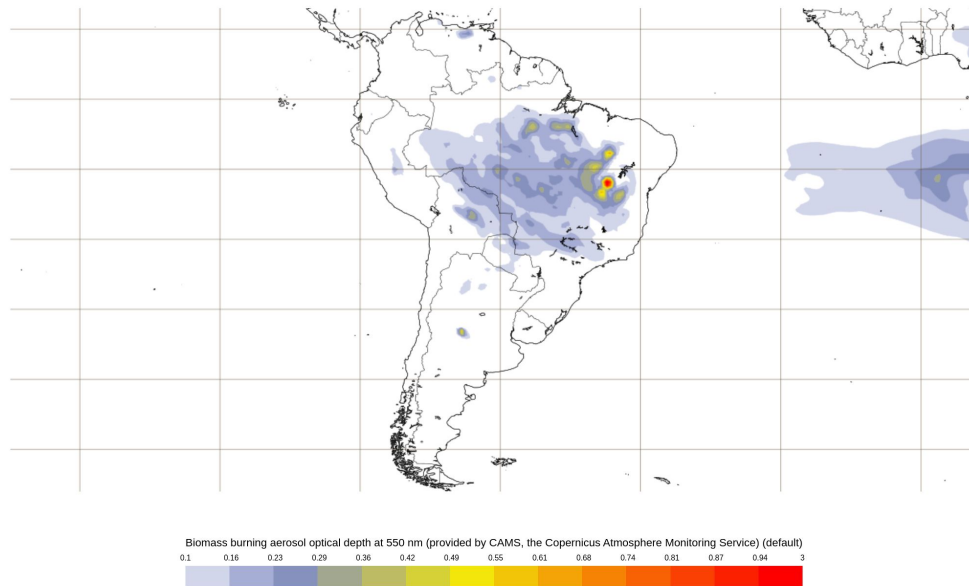 Biomass burning aerosol optical depth at 550 nm (provided by CAMS, the Copernicus Atmosphere Monitoring Service) (default)
0.1 0.16 0.23 0.29 0.36 0.42 0.49 0.55 0.61 0.68 0.74 0.81 0.87 0.94 3